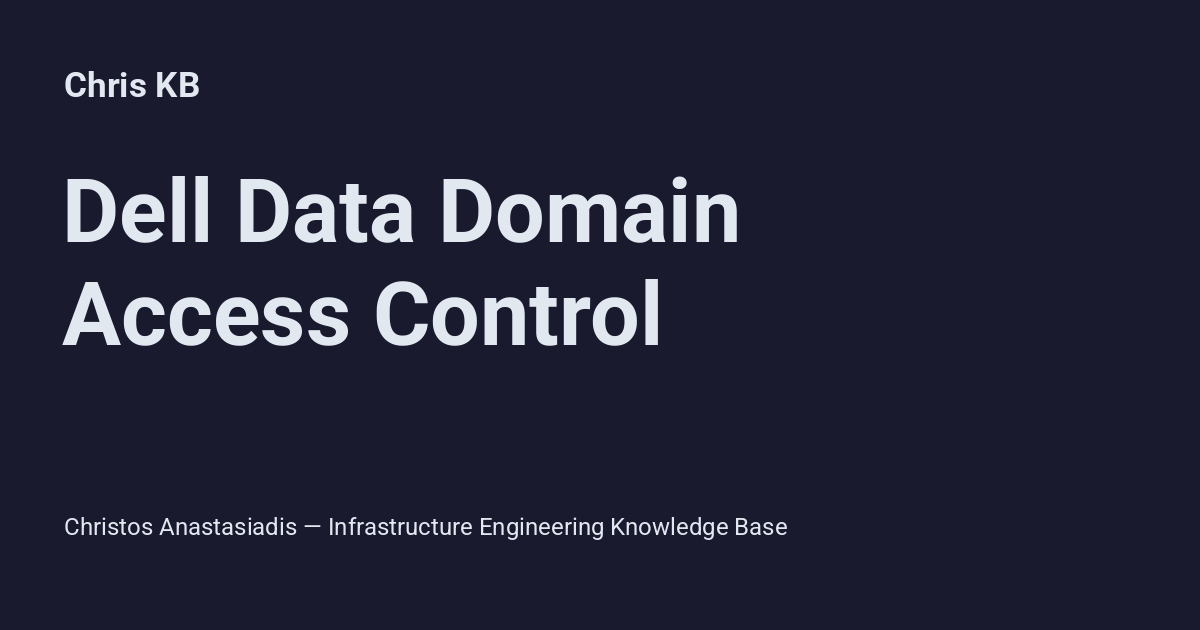 Chris KB
Dell Data Domain
Access Control
Christos Anastasiadis — Infrastructure Engineering Knowledge Base